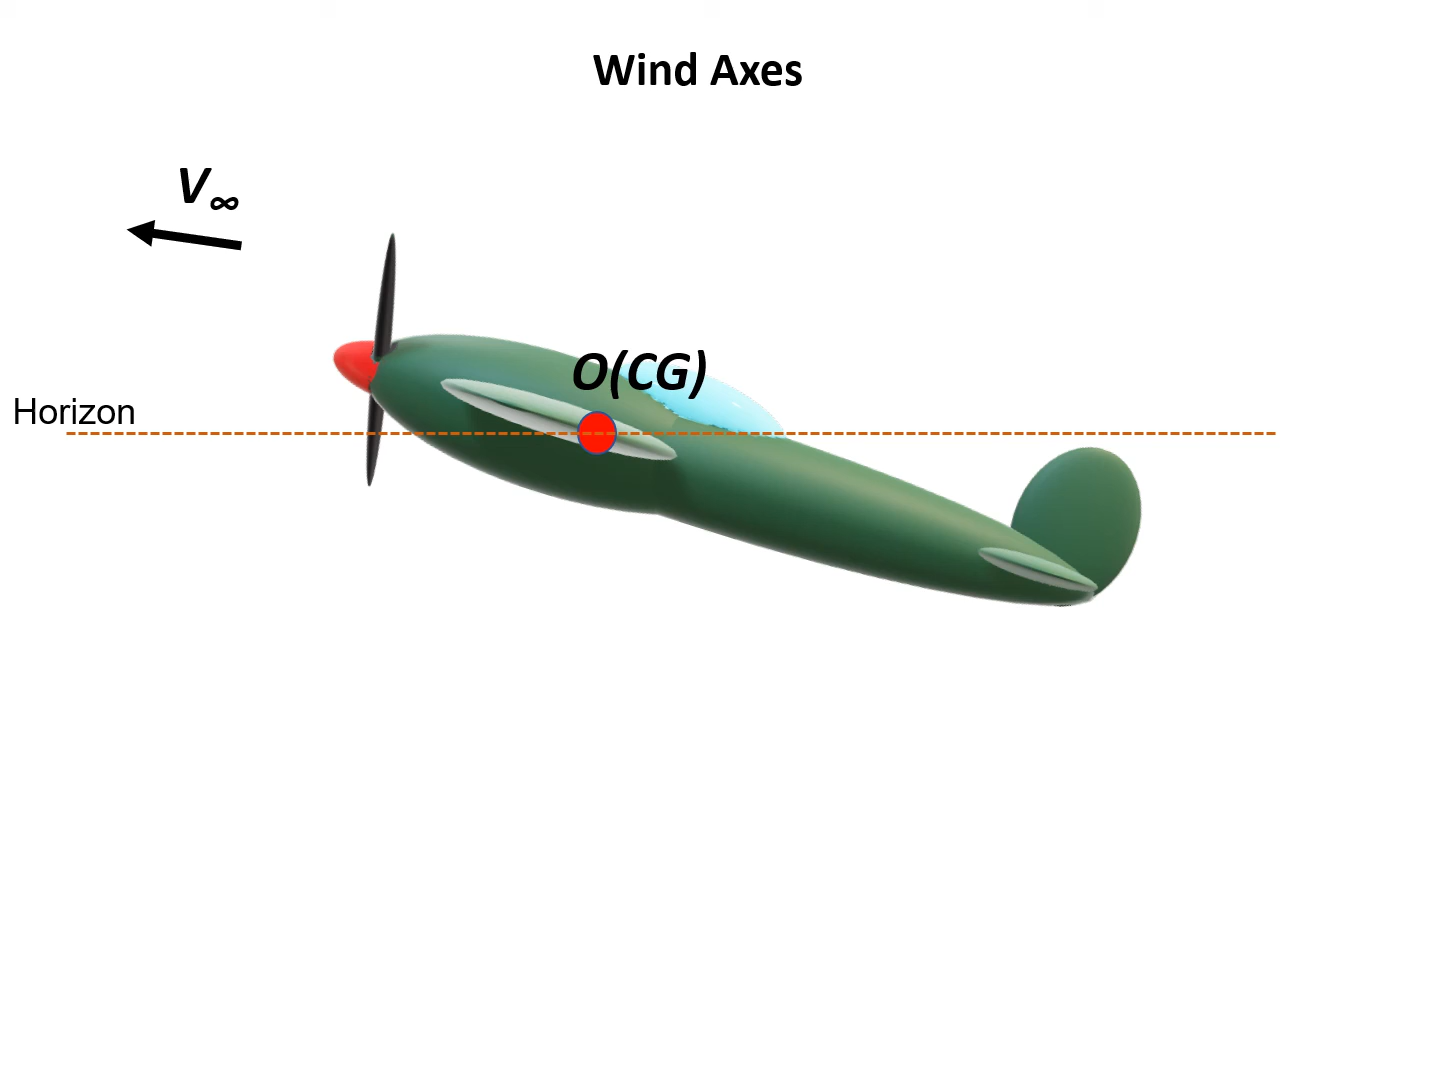 Wind Axes
V∞
O(CG)
Horizon